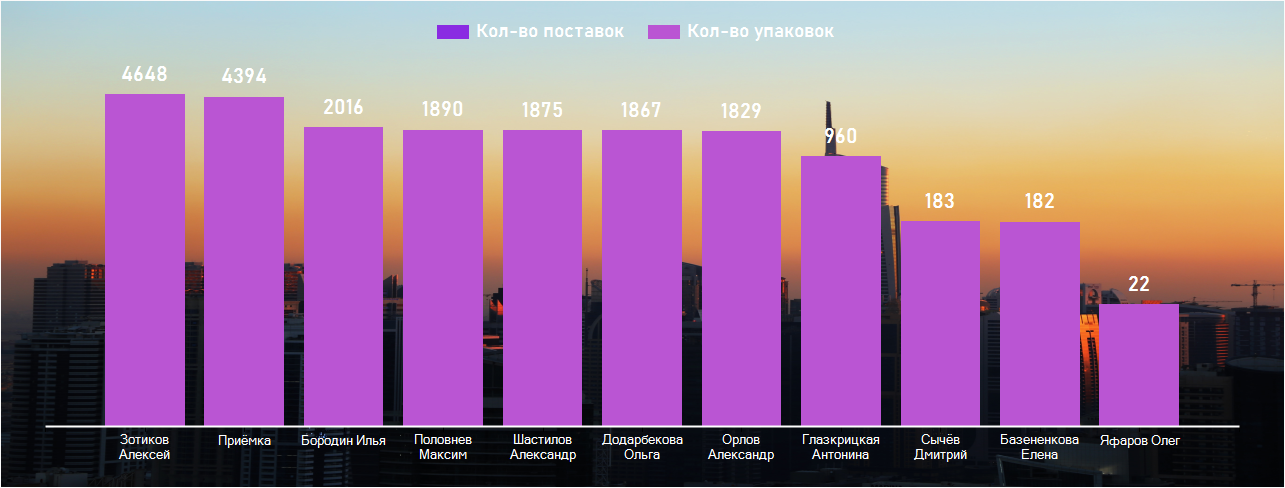 Кол-во поставок Кол-во упаковок
4648 4394 2016 1890 1875 1867 1829 960 183 182 22
Зотиков Алексей
Приёмка
Бородин Илья
Половнев Максим
Шастилов Александр
Додарбекова Ольга
Орлов Александр
Глазкрицкая Антонина
Сычёв Дмитрий
Базененкова Елена
Яфаров Олег